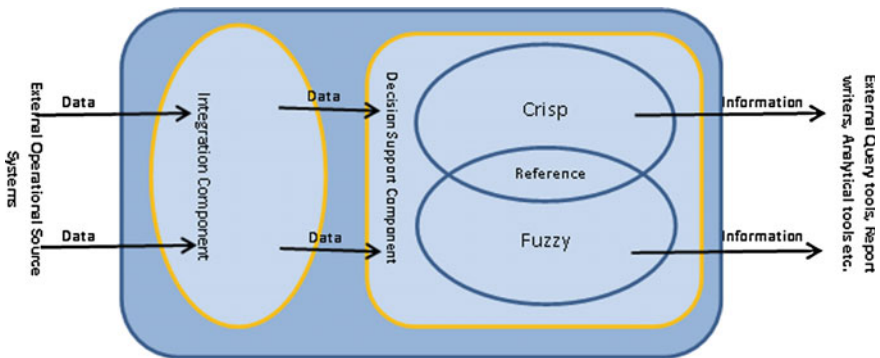 External Operational Source
Systems
Data
Data
Integration Component
Data
Data
Decision Support Component
Crisp
Reference
Fuzzy
Information
Information
External Query tools, Report
writers, Analytical tools etc.